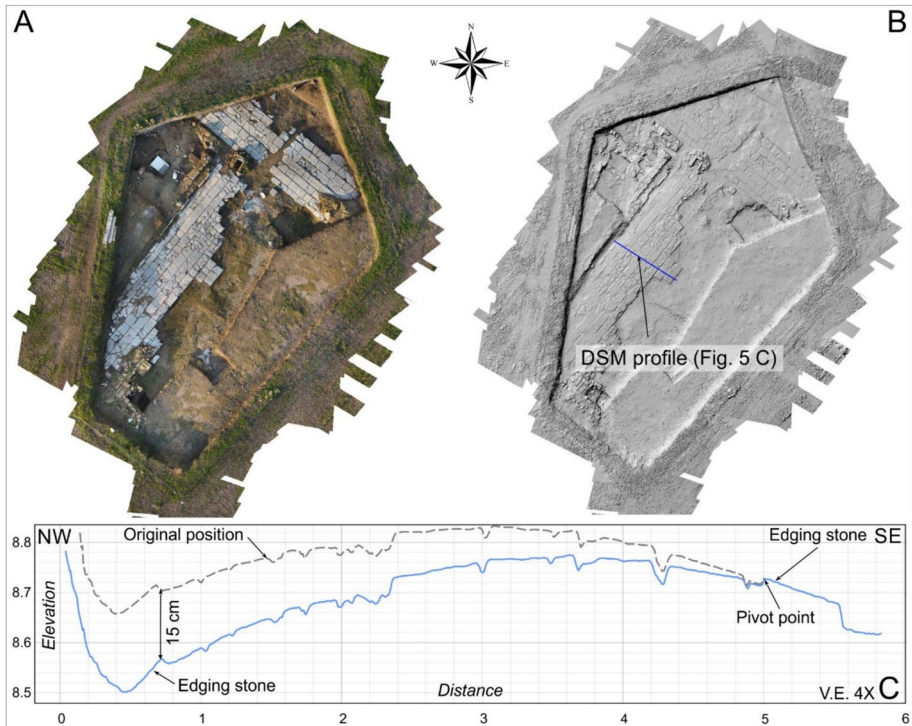 A
B
N
W E
S
DSM profile (Fig. 5 C)
NW
Original position
Edging stone
SE
8.8
8.7
8.6
8.5
Elevation
15 cm
Pivot point
Edging stone
Distance
V.E. 4X
C
0 1 2 3 4 5 6